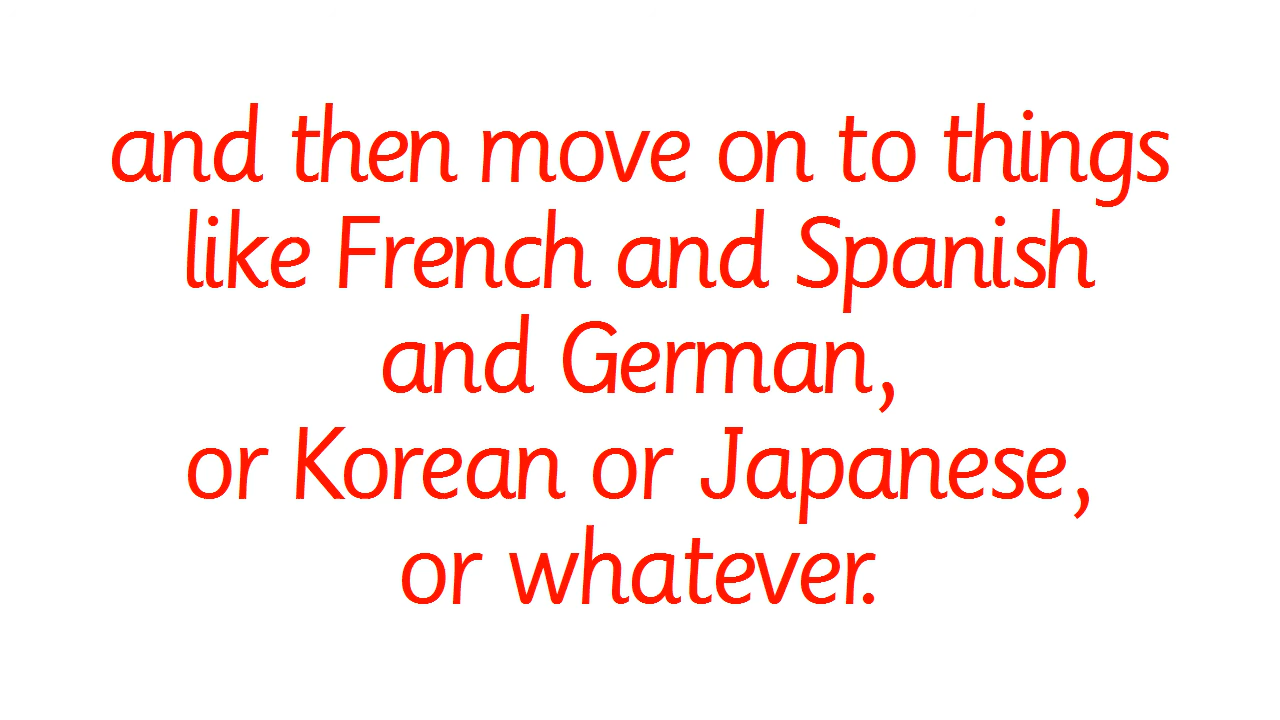 and then move on to things
like French and Spanish
and German,
or Korean or Japanese,
or whatever.